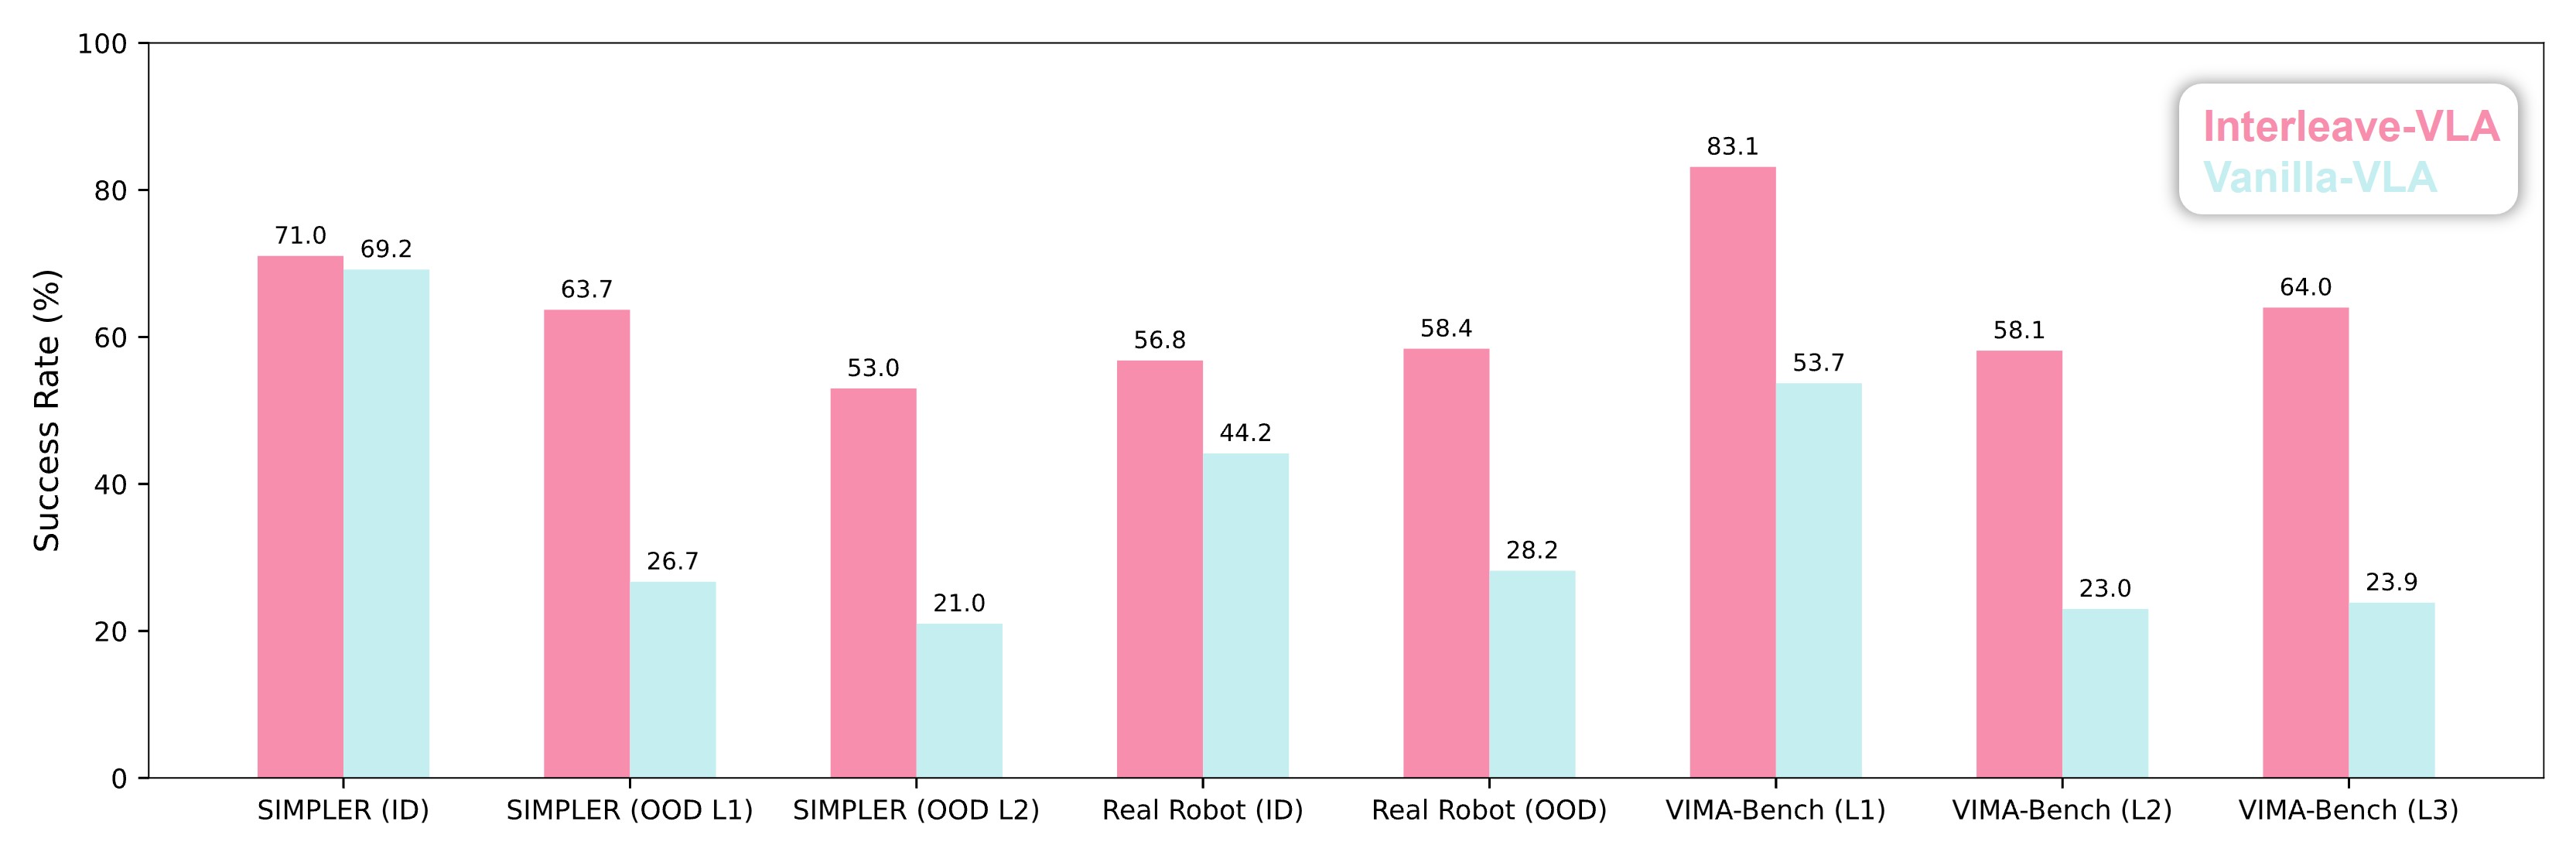 Success Rate (%)
100
80
60
40
20
0
Interleave-VLA
Vanilla-VLA
71.0
69.2
63.7
26.7
53.0
21.0
56.8
44.2
58.4
28.2
83.1
53.7
58.1
23.0
64.0
23.9
SIMPLER (ID)
SIMPLER (OOD L1)
SIMPLER (OOD L2)
Real Robot (ID)
Real Robot (OOD)
VIMA-Bench (L1)
VIMA-Bench (L2)
VIMA-Bench (L3)